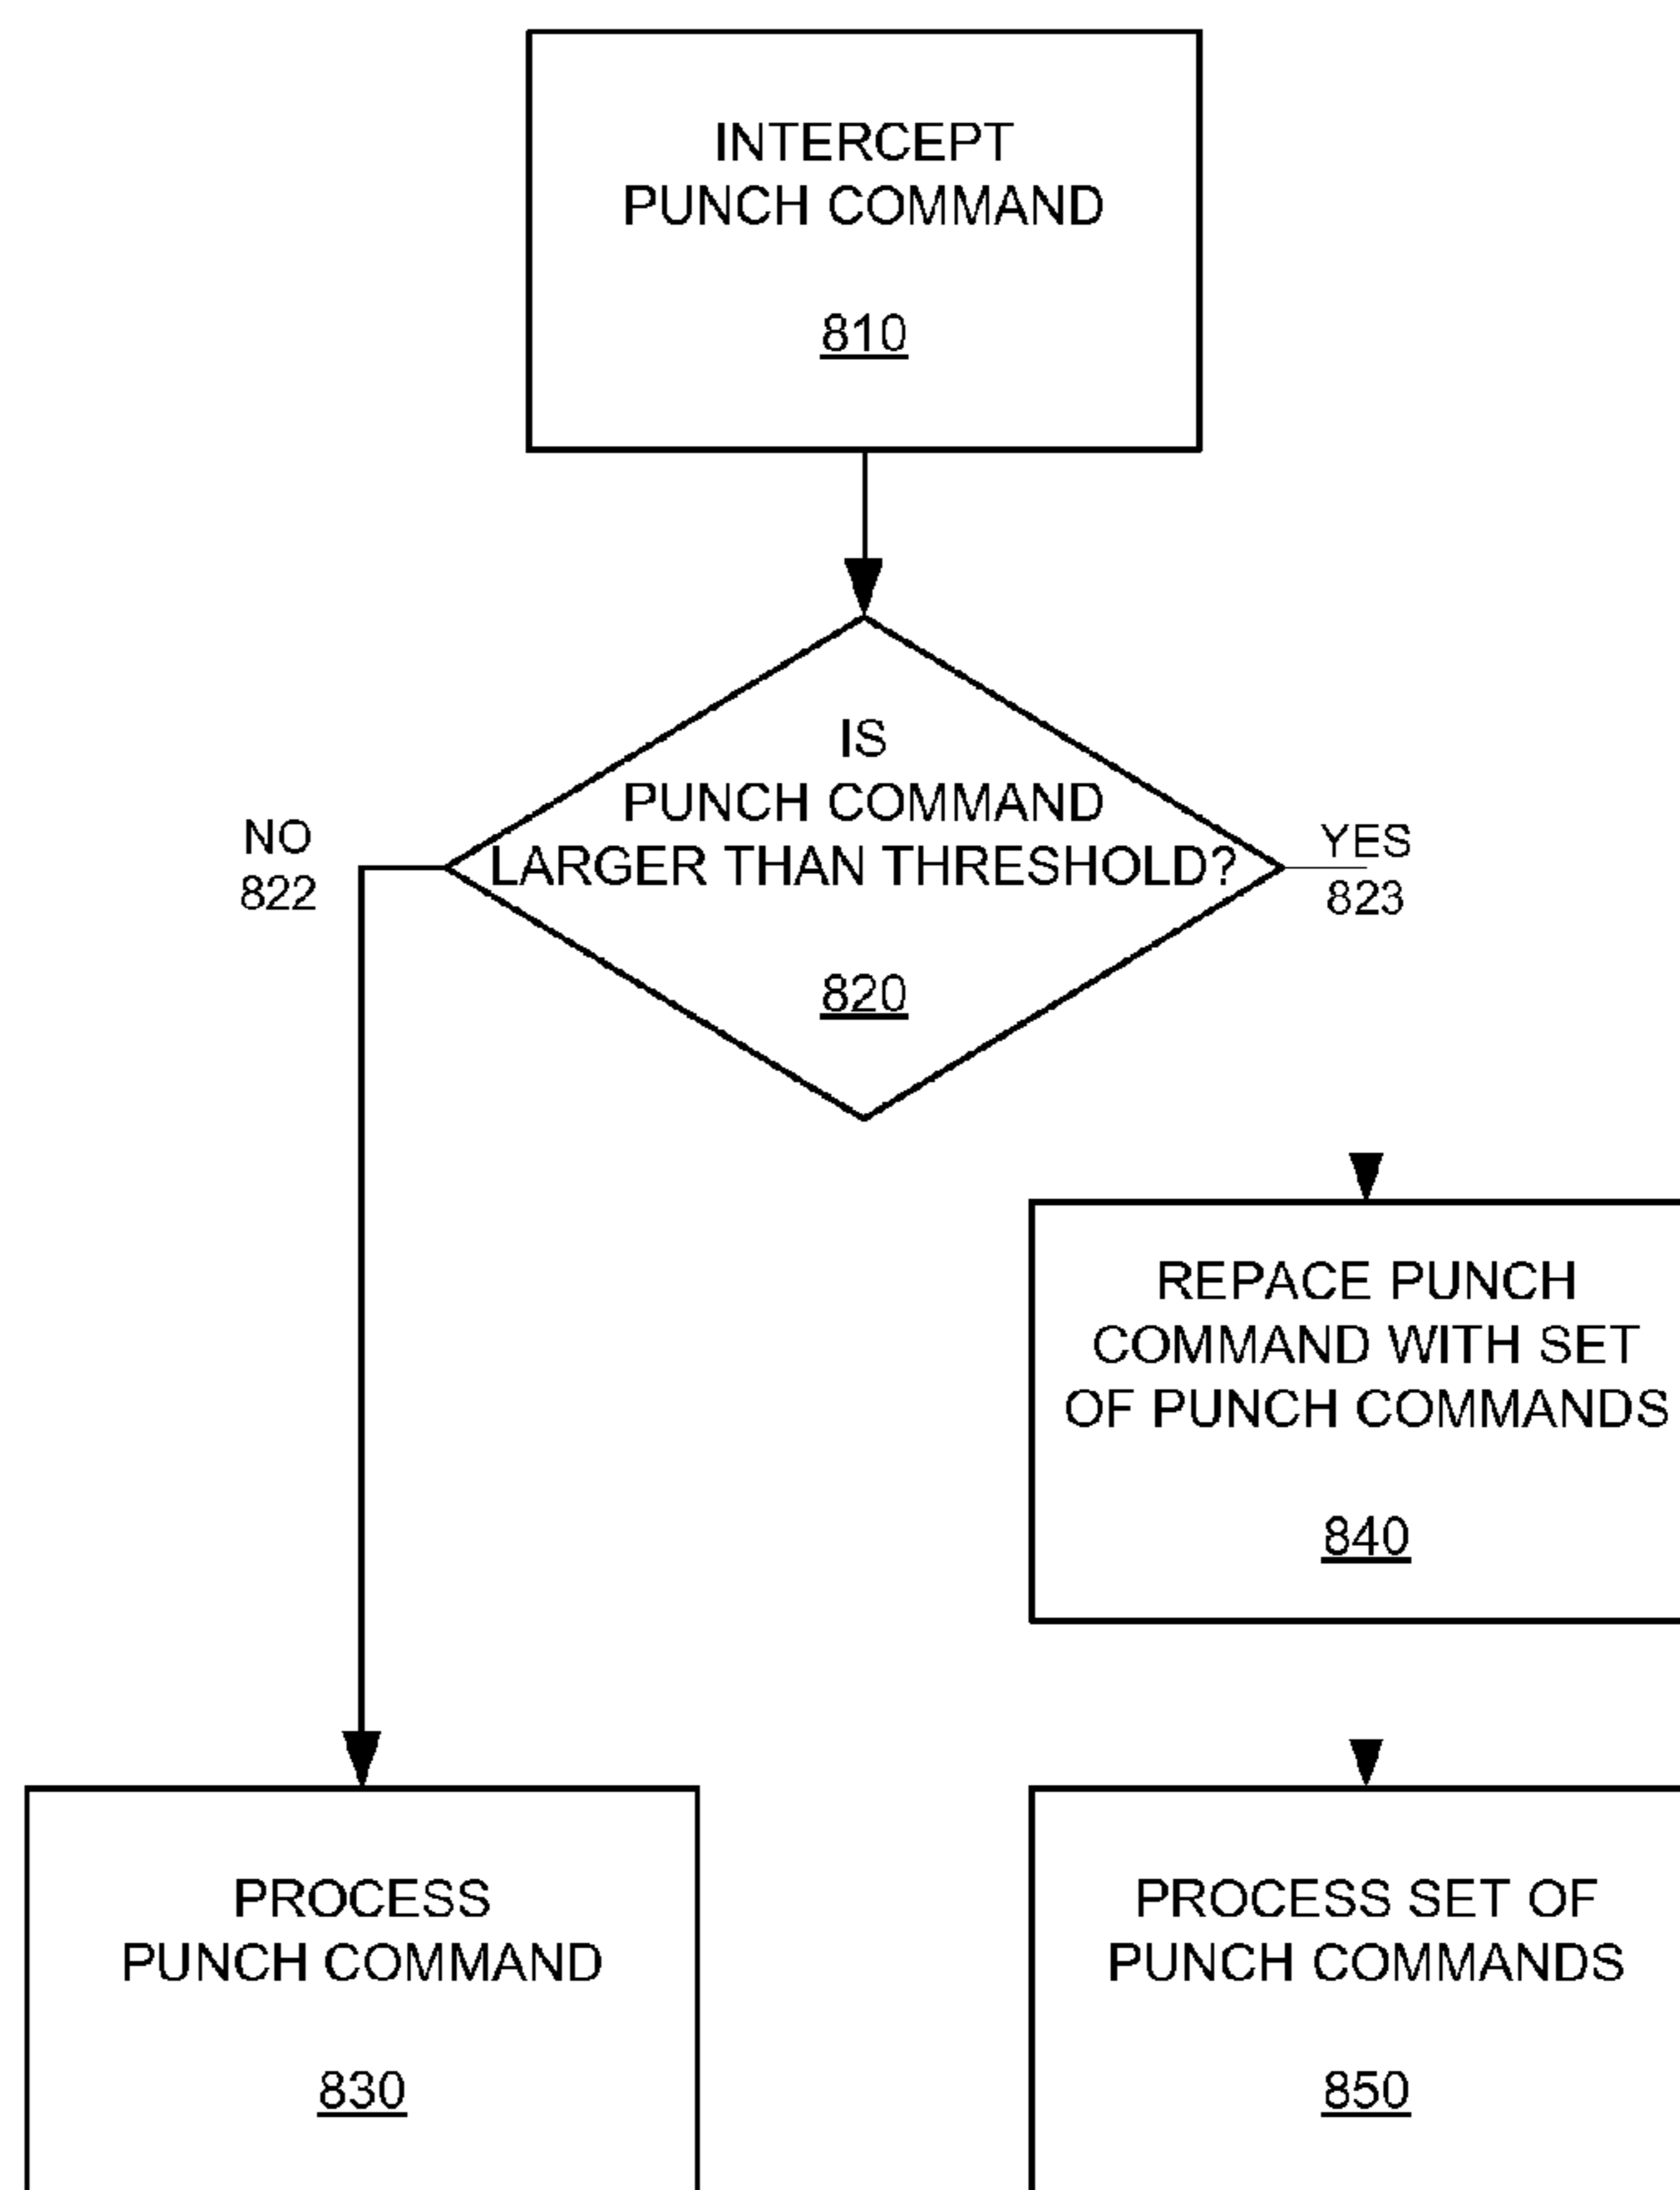 INTERCEPT
PUNCH COMMAND
810
IS
PUNCH COMMAND
LARGER THAN THRESHOLD?
820
NO
822
YES
823
REPACE PUNCH
COMMAND WITH SET
OF PUNCH COMMANDS
840
PROCESS
PUNCH COMMAND
830
PROCESS SET OF
PUNCH COMMANDS
850